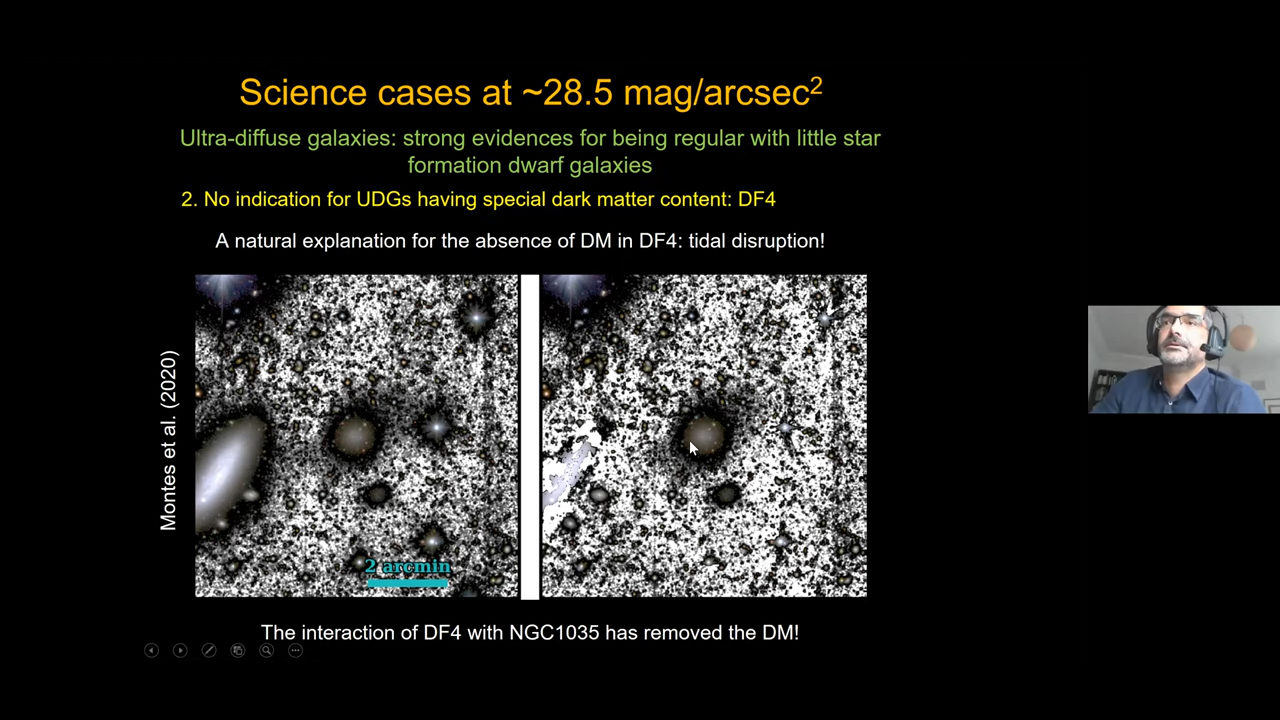 Science cases at ~28.5 mag/arcsec²
Ultra-diffuse galaxies: strong evidences for being regular with little star
formation dwarf galaxies
2. No indication for UDGs having special dark matter content: DF4
A natural explanation for the absence of DM in DF4: tidal disruption!
Montes et al. (2020)
2 arcmin
The interaction of DF4 with NGC1035 has removed the DM!